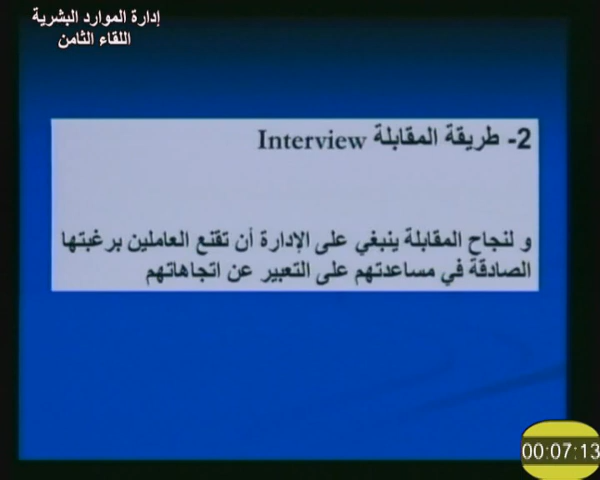 إدارة الموارد البشرية
اللقاء الثامن
2- طريقة المقابلة Interview
و لنجاح المقابلة ينبغي على الإدارة أن تقنع العاملين برغبتها
الصادقة في مساعدتهم على التعبير عن اتجاهاتهم
00:07:13